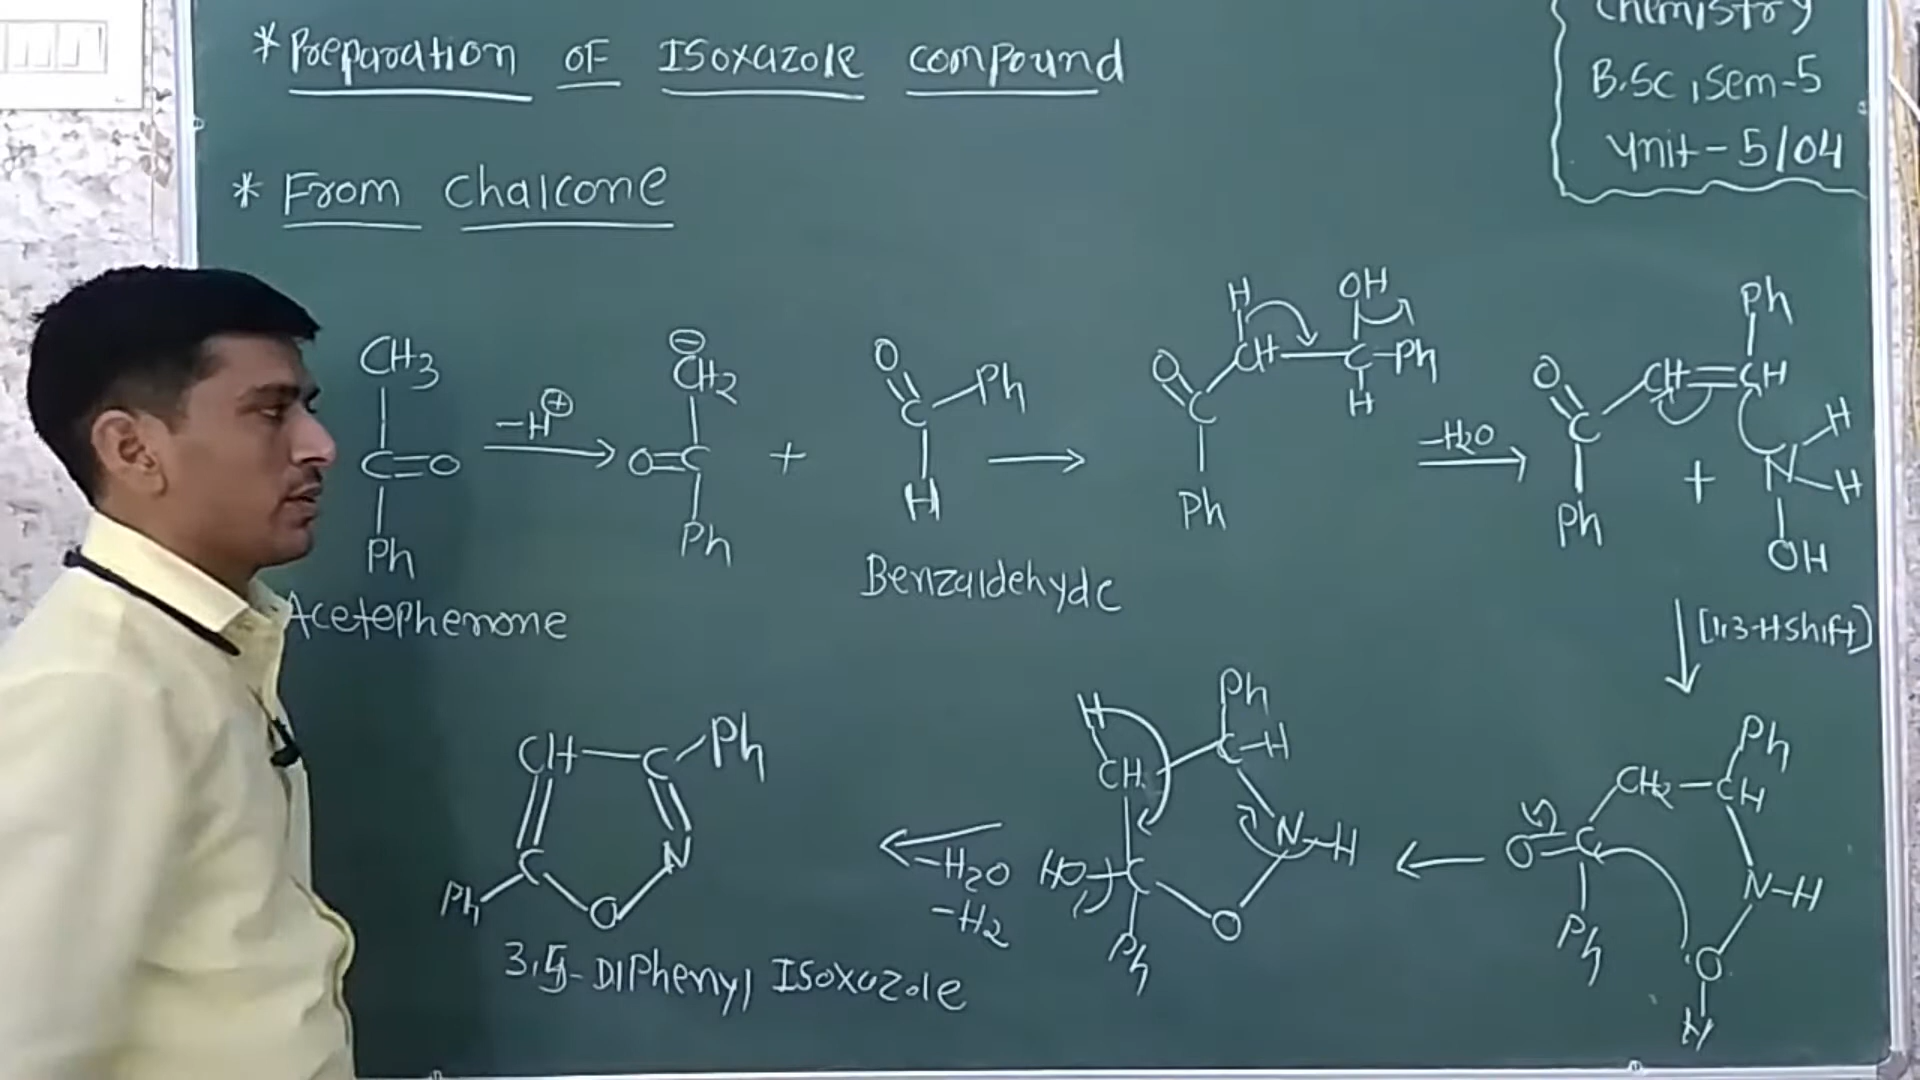 *Preparation OF ISoxazole compound
Chemistry
B.SC, Sem-5
Unit-5/04
* From Chalcone
CH3
C=O
Ph
Acetephenone
-H⊕
⊖
CH2
O=C
Ph
+
O
C
Ph
H
Benzaldehyde
H
OH
O
CH
C-Ph
C
H
Ph
-H2O
Ph
O
CH=CH
C
Ph
+
H
N-H
OH
[1,3-H shift)
Ph
CH2-CH
O=C
N-H
Ph
O
H
Ph
H
CH
C-H
N-H
HO
C
O
Ph
-H2O
-H2
CH-C-Ph
N
C
Ph
O
3,5-DiPhenyl ISoxazole